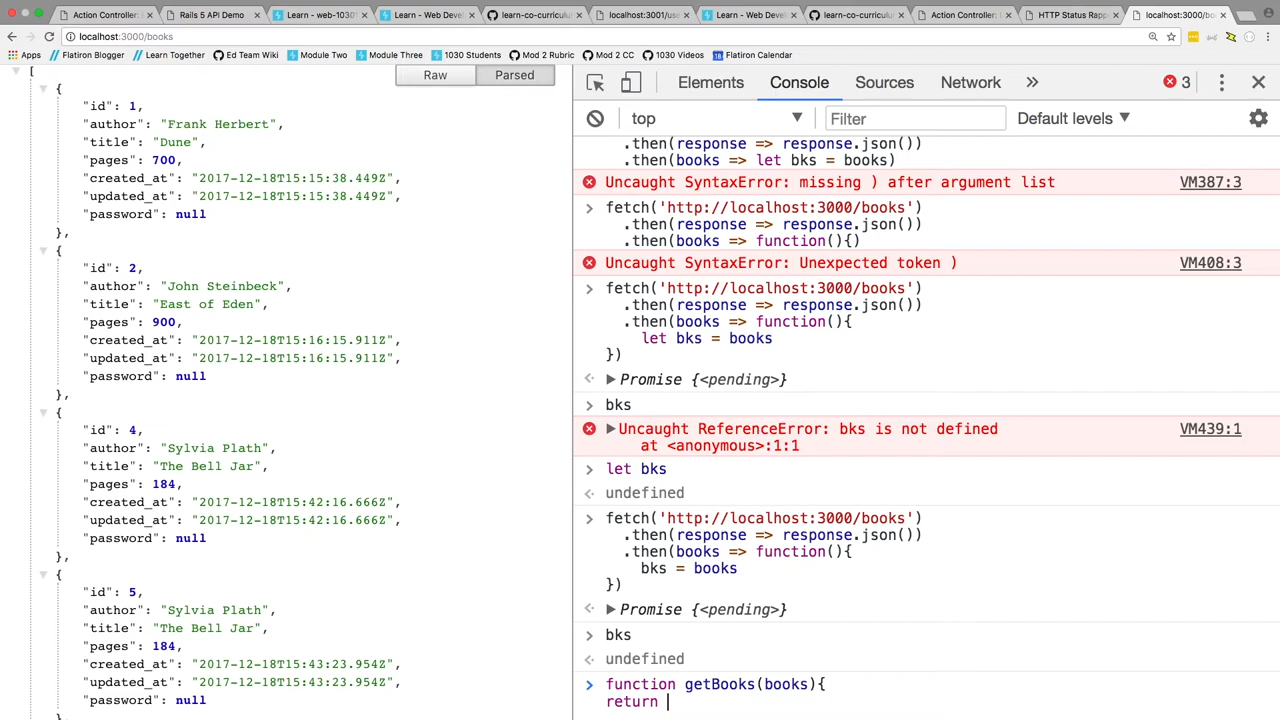 Action Controller: 
Rails 5 API Demo
Learn - web-1030
Learn - Web Deve
learn-co-curriculu
localhost:3001/use
Learn - Web Deve
learn-co-curriculu
Action Controller: 
HTTP Status Rapp
localhost:3000/bo
localhost:3000/books
Apps
Flatiron Blogger
Learn Together
Ed Team Wiki
Module Two
Module Three
1030 Students
Mod 2 Rubric
Mod 2 CC
1030 Videos
Flatiron Calendar
Raw
Parsed
[
{
"id": 1,
"author": "Frank Herbert",
"title": "Dune",
"pages": 700,
"created_at": "2017-12-18T15:15:38.449Z",
"updated_at": "2017-12-18T15:15:38.449Z",
"password": null
},
{
"id": 2,
"author": "John Steinbeck",
"title": "East of Eden",
"pages": 900,
"created_at": "2017-12-18T15:16:15.911Z",
"updated_at": "2017-12-18T15:16:15.911Z",
"password": null
},
{
"id": 4,
"author": "Sylvia Plath",
"title": "The Bell Jar",
"pages": 184,
"created_at": "2017-12-18T15:42:16.666Z",
"updated_at": "2017-12-18T15:42:16.666Z",
"password": null
},
{
"id": 5,
"author": "Sylvia Plath",
"title": "The Bell Jar",
"pages": 184,
"created_at": "2017-12-18T15:43:23.954Z",
"updated_at": "2017-12-18T15:43:23.954Z",
"password": null
},
Elements
Console
Sources
Network
3
top
Filter
Default levels
.then(response => response.json())
.then(books => let bks = books)
Uncaught SyntaxError: missing ) after argument list VM387:3
fetch('http://localhost:3000/books')
.then(response => response.json())
.then(books => function(){})
Uncaught SyntaxError: Unexpected token ) VM408:3
fetch('http://localhost:3000/books')
.then(response => response.json())
.then(books => function(){
let bks = books
})
Promise {<pending>}
bks
Uncaught ReferenceError: bks is not defined VM439:1
at <anonymous>:1:1
let bks
undefined
fetch('http://localhost:3000/books')
.then(response => response.json())
.then(books => function(){
bks = books
})
Promise {<pending>}
bks
undefined
function getBooks(books){
return